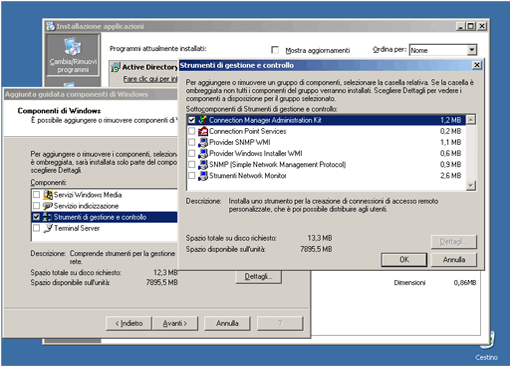 Installazione applicazioni
Cambia/Rimuovi programmi
Programmi attualmente installati:
Mostra aggiornamenti
Ordina per:
Nome
Active Directory
Fare clic qui per
Dimensioni
0,86MB
Aggiunta guidata componenti di Windows
Componenti di Windows
È possibile aggiungere o rimuovere componenti di
Per aggiungere o rimuovere i componenti, seleziona
è ombreggiata, sarà installata solo parte del compo
scegliere Dettagli.
Componenti:
Servizi Windows Media
Servizio indicizzazione
Strumenti di gestione e controllo
Terminal Server
Descrizione: Comprende strumenti per la gestione
rete.
Spazio totale su disco richiesto: 12,3 MB
Spazio disponibile sull'unità: 7895,5 MB
Dettagli...
< Indietro
Avanti >
Annulla
?
Strumenti di gestione e controllo
Per aggiungere o rimuovere un gruppo di componenti, selezionare la casella relativa. Se la casella è
ombreggiata non tutti i componenti del gruppo verranno installati. Scegliere Dettagli per vedere i
componenti a disposizione per il gruppo selezionato.
Sottocomponenti di Strumenti di gestione e controllo:
Connection Manager Administration Kit 1,2 MB
Connection Point Services 0,2 MB
Provider SNMP WMI 1,1 MB
Provider Windows Installer WMI 0,6 MB
SNMP (Simple Network Management Protocol) 0,9 MB
Strumenti Network Monitor 2,6 MB
Descrizione: Installa uno strumento per la creazione di connessioni di accesso remoto
personalizzate, che è poi possibile distribuire agli utenti.
Spazio totale su disco richiesto: 13,3 MB
Spazio disponibile sull'unità: 7895,5 MB
Dettagli...
OK
Annulla
Cestino